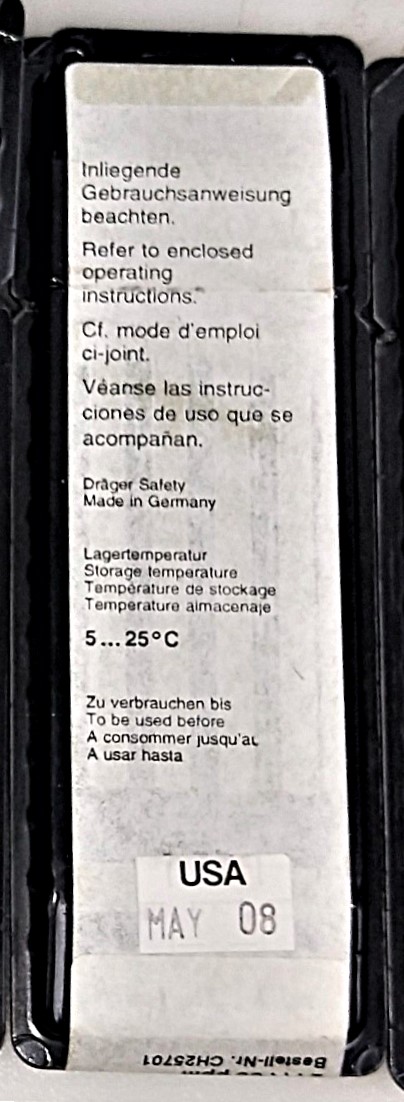 Inliegende
Gebrauchsanweisung
beachten.
Refer to enclosed
operating
instructions.
Cf. mode d'emploi
ci-joint.
Véanse las instruc-
ciones de uso que se
acompañan.
Dräger Safety
Made in Germany
Lagertemperatur
Storage temperature
Température de stockage
Temperature almacenaje
5...25°C
Zu verbrauchen bis
To be used before
A consommer jusqu'au
A usar hasta
USA
MAY 08
Bestell-Nr. CH25701